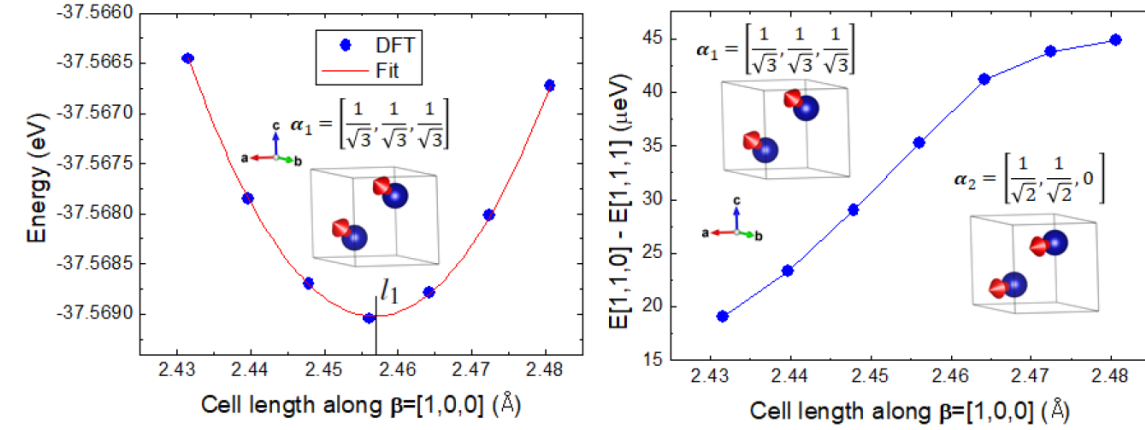 -37.5660
-37.5665
-37.5670
-37.5675
-37.5680
-37.5685
-37.5690
Energy (eV)
DFT
Fit
α₁ = [1/√3, 1/√3, 1/√3]
c
a
b
l₁
2.43 2.44 2.45 2.46 2.47 2.48
Cell length along β=[1,0,0] (Å)
45
40
35
30
25
20
15
E[1,1,0] - E[1,1,1] (μeV)
α₁ = [1/√3, 1/√3, 1/√3]
α₂ = [1/√2, 1/√2, 0]
c
a
b
2.43 2.44 2.45 2.46 2.47 2.48
Cell length along β=[1,0,0] (Å)